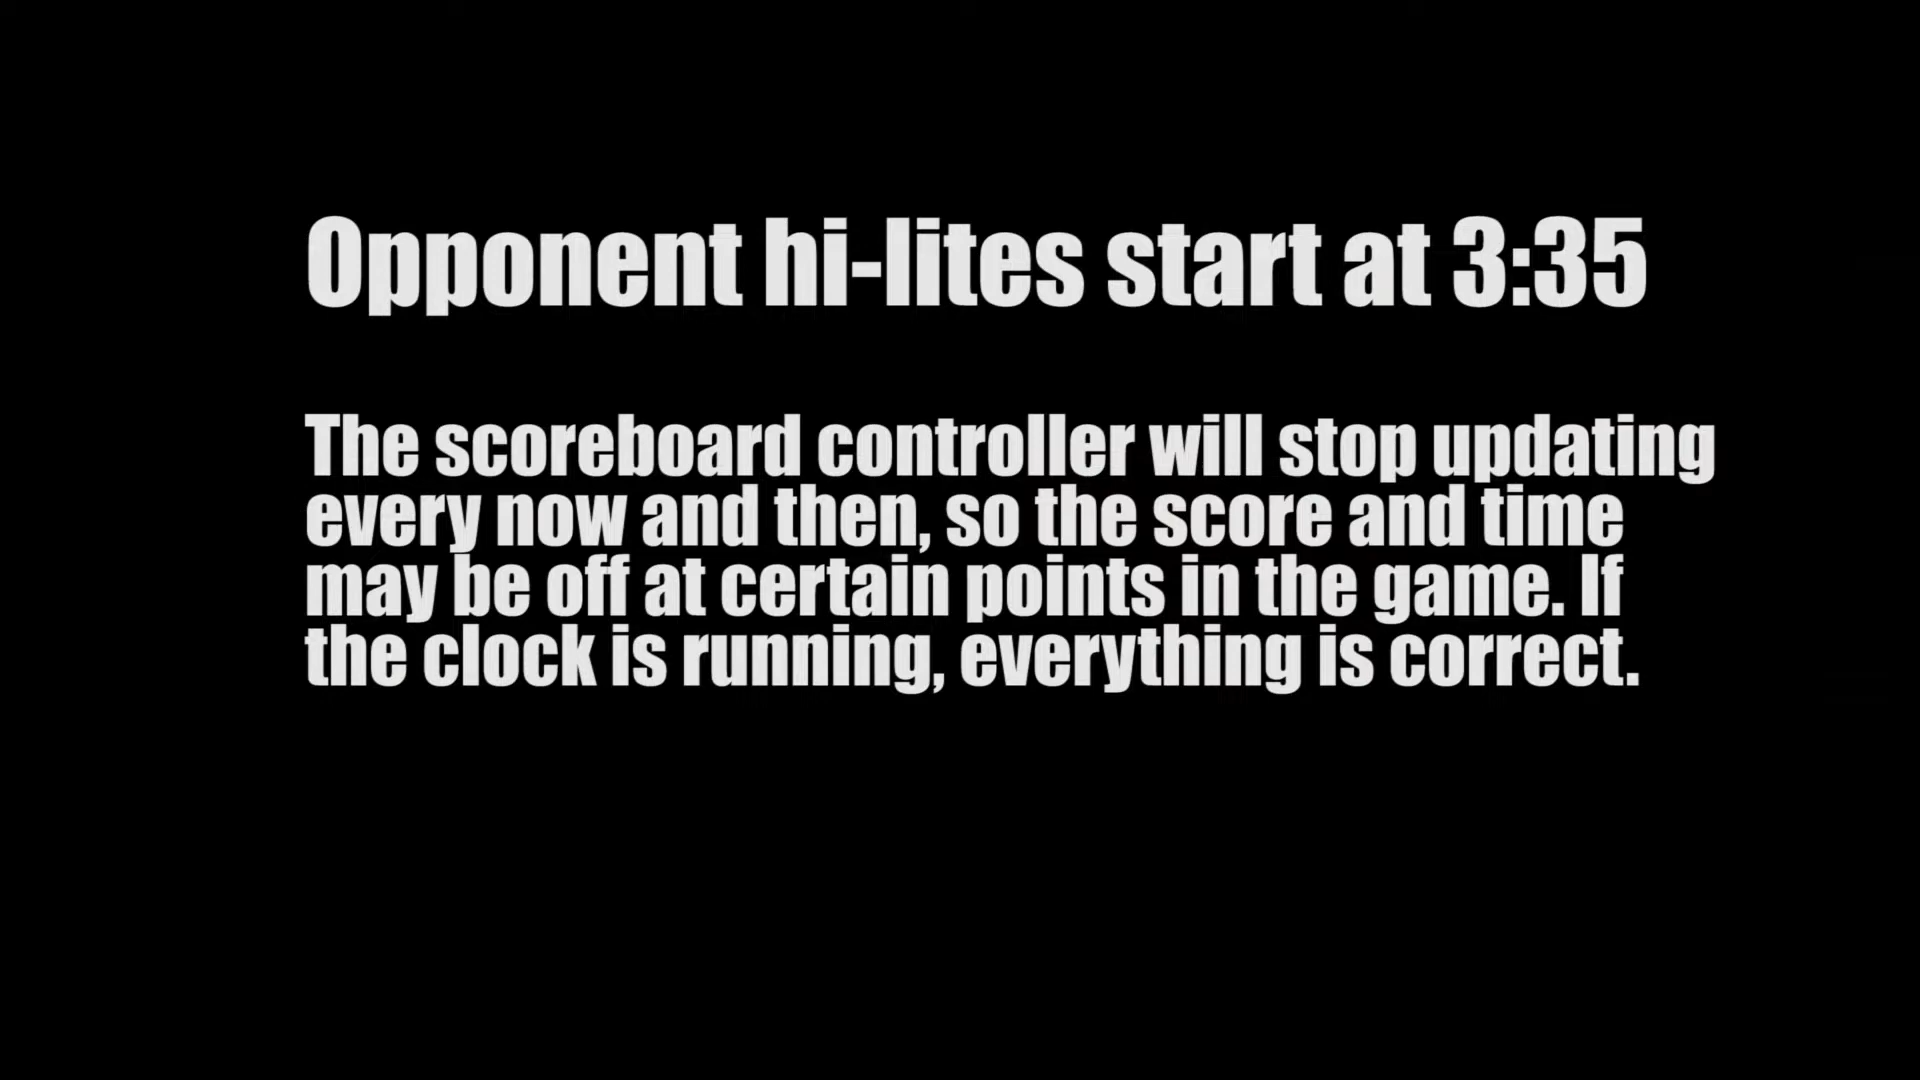 Opponent hi-lites start at 3:35
The scoreboard controller will stop updating
every now and then, so the score and time
may be off at certain points in the game. If
the clock is running, everything is correct.